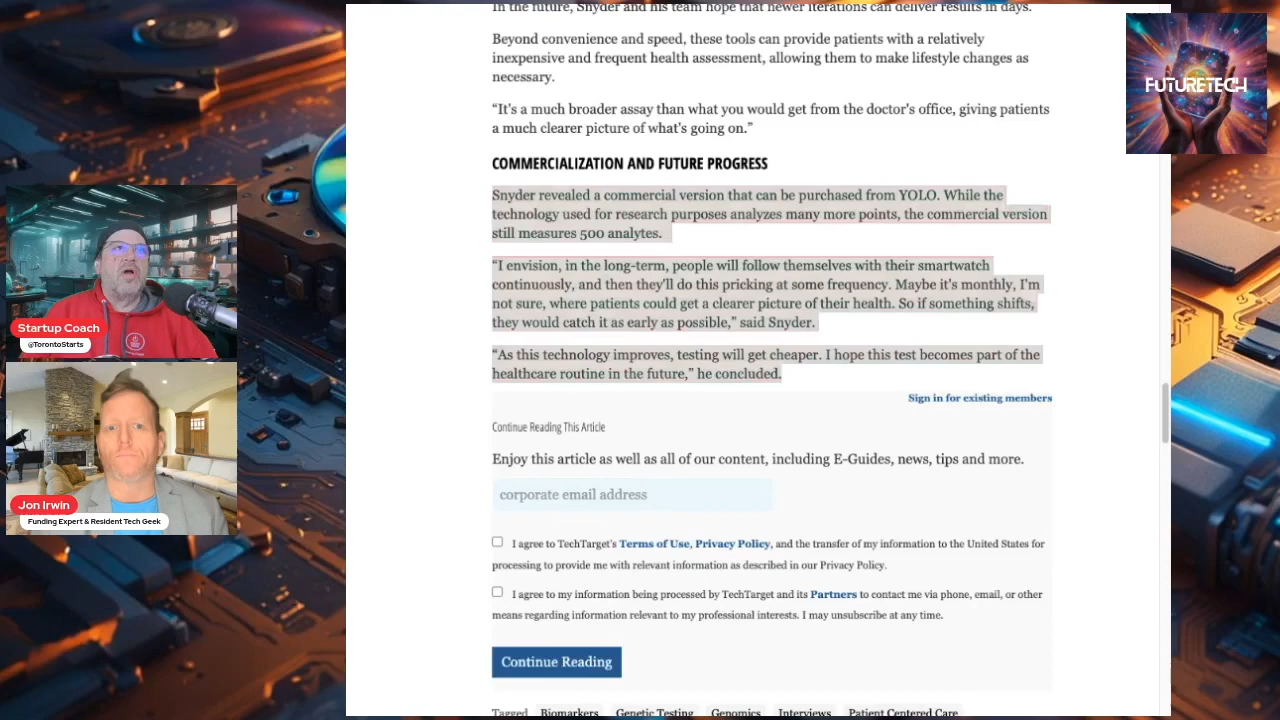 In the future, Snyder and his team hope that newer iterations can deliver results in days.
Beyond convenience and speed, these tools can provide patients with a relatively
inexpensive and frequent health assessment, allowing them to make lifestyle changes as
necessary.
“It's a much broader assay than what you would get from the doctor's office, giving patients
a much clearer picture of what's going on.”
COMMERCIALIZATION AND FUTURE PROGRESS
Snyder revealed a commercial version that can be purchased from YOLO. While the
technology used for research purposes analyzes many more points, the commercial version
still measures 500 analytes.
“I envision, in the long-term, people will follow themselves with their smartwatch
continuously, and then they'll do this pricking at some frequency. Maybe it's monthly, I'm
not sure, where patients could get a clearer picture of their health. So if something shifts,
they would catch it as early as possible,” said Snyder.
“As this technology improves, testing will get cheaper. I hope this test becomes part of the
healthcare routine in the future,” he concluded.
Sign in for existing members
Continue Reading This Article
Enjoy this article as well as all of our content, including E-Guides, news, tips and more.
corporate email address
I agree to TechTarget's Terms of Use, Privacy Policy, and the transfer of my information to the United States for
processing to provide me with relevant information as described in our Privacy Policy.
I agree to my information being processed by TechTarget and its Partners to contact me via phone, email, or other
means regarding information relevant to my professional interests. I may unsubscribe at any time.
Continue Reading
Tagged Biomarkers Genetic Testing Genomics Interviews Patient Centered Care
FUTURETECH
Startup Coach
@TorontoStarts
Jon Irwin
Funding Expert & Resident Tech Geek